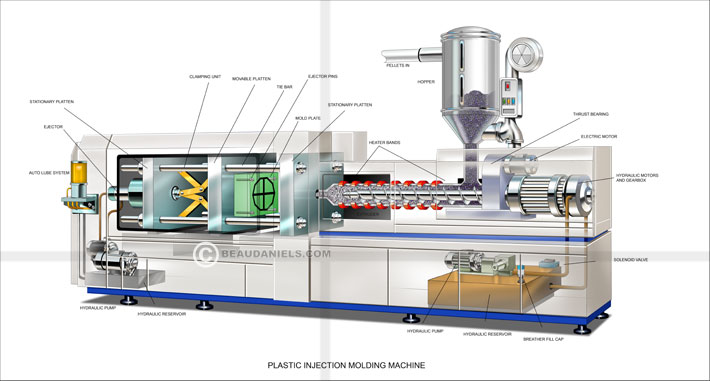 PELLETS IN
HOPPER
CLAMPING UNIT
MOVABLE PLATTEN
TIE BAR
EJECTOR PINS
MOLD PLATE
STATIONARY PLATTEN
STATIONARY PLATTEN
EJECTOR
AUTO LUBE SYSTEM
HEATER BANDS
THRUST BEARING
ELECTRIC MOTOR
HYDRAULIC MOTORS
AND GEARBOX
© BEAUDANIELS.COM
SOLENOID VALVE
HYDRAULIC PUMP
HYDRAULIC RESERVOIR
HYDRAULIC PUMP
HYDRAULIC RESERVOIR
BREATHER FILL CAP
PLASTIC INJECTION MOLDING MACHINE